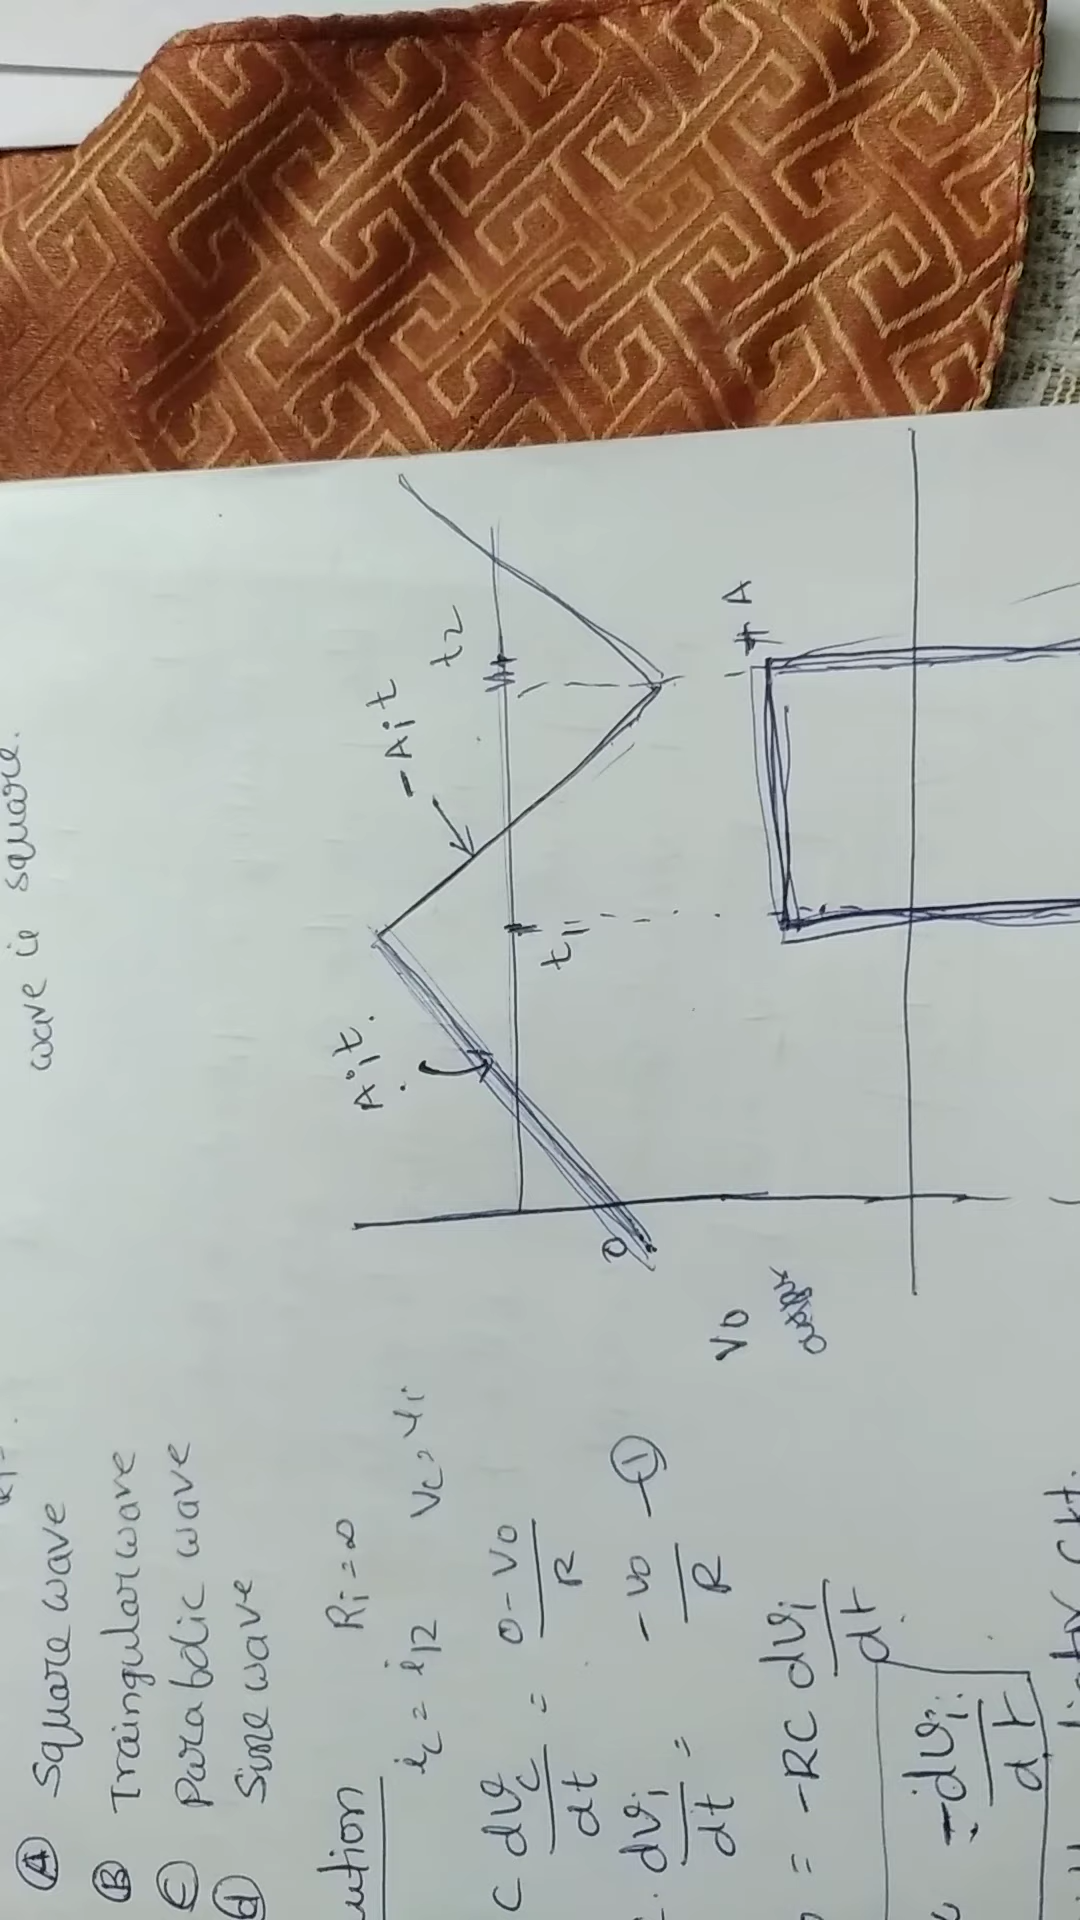 wave is square.
Ⓐ Square wave
Ⓑ Traingular wave
Ⓒ Parabolic wave
ⓓ Sine wave
ution Ri = ∞
ic = iR Vc = Vi
C dvc/dt = 0 - Vo/R
dvi/dt = -Vo/R —①
= -RC dvi/dt
-dvi/dt
Ait.
-Ait
t1
t2
0
Vo
+A